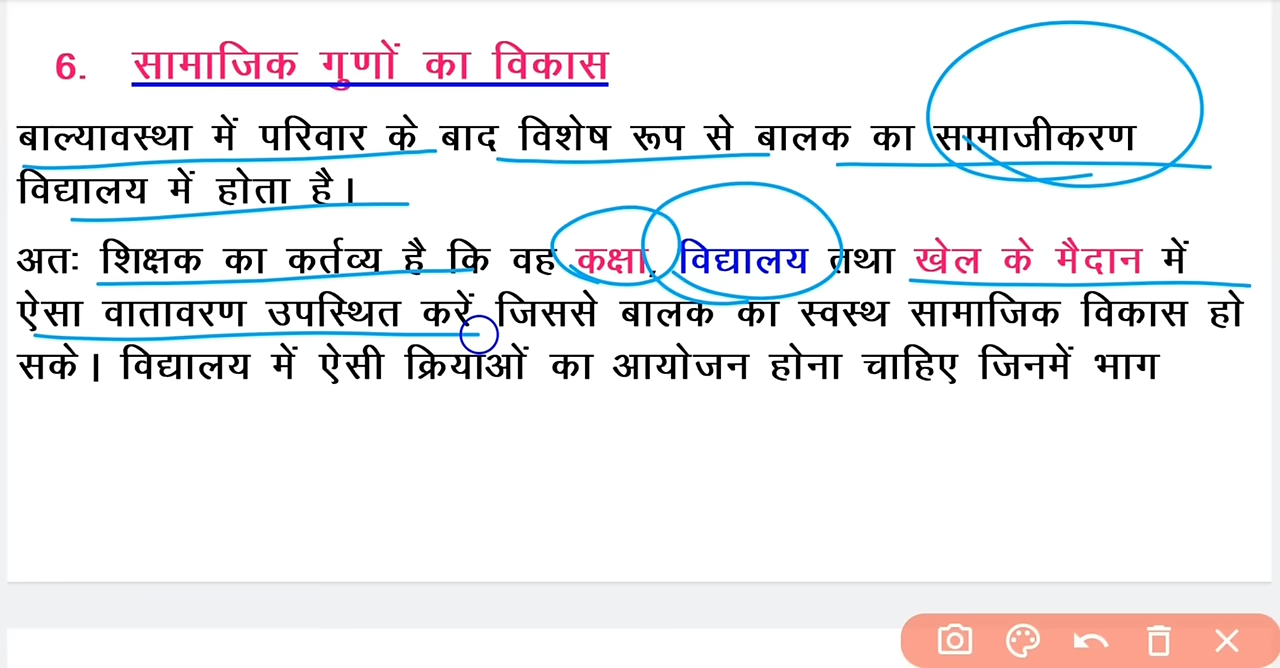 6. सामाजिक गुणों का विकास
बाल्यावस्था में परिवार के बाद विशेष रूप से बालक का सामाजीकरण
विद्यालय में होता है।
अतः शिक्षक का कर्तव्य है कि वह कक्षा, विद्यालय तथा खेल के मैदान में
ऐसा वातावरण उपस्थित करें जिससे बालक का स्वस्थ सामाजिक विकास हो
सके। विद्यालय में ऐसी क्रियाओं का आयोजन होना चाहिए जिनमें भाग